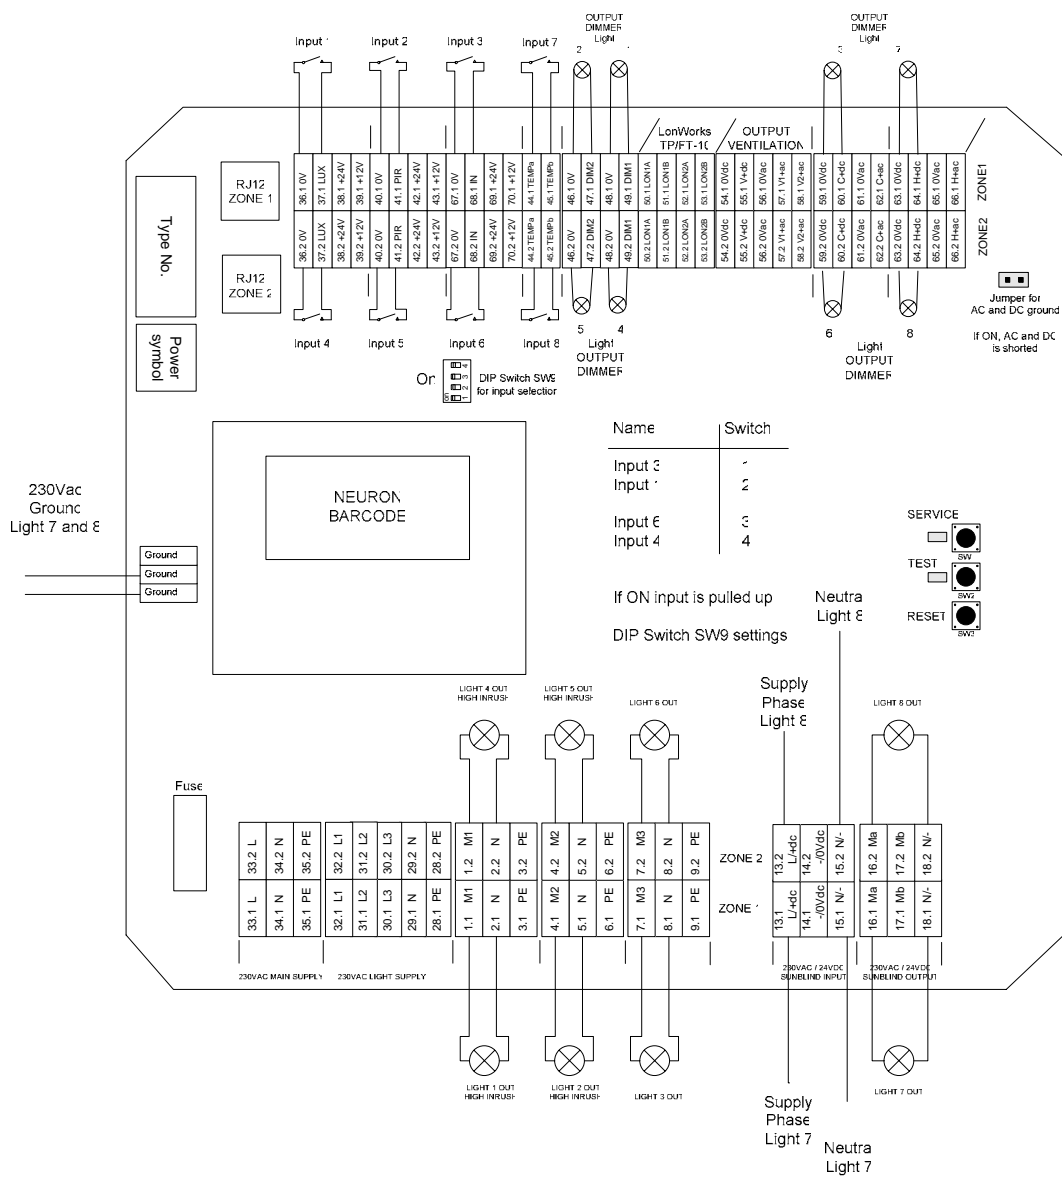 OUTPUT
DIMMER
Light
OUTPUT
DIMMER
Light
Input 1
Input 2
Input 3
Input 7
2
1
3
7
LonWorks
TP/FT-10
OUTPUT
VENTILATION
RJ12
ZONE 1
36.1 0V
37.1 LUX
38.1 +24V
39.1 +12V
40.1 0V
41.1 PIR
42.1 +24V
43.1 +12V
67.1 0V
68.1 IN
69.1 +24V
70.1 +12V
44.1 TEMPa
45.1 TEMPb
46.1 0V
47.1 DIM2
48.1 0V
49.1 DIM1
50.1 LON1A
51.1 LON1B
52.1 LON2A
53.1 LON2B
54.1 0Vdc
55.1 V+dc
56.1 0Vac
57.1 V1+ac
58.1 V2+ac
59.1 0Vdc
60.1 C+dc
61.1 0Vac
62.1 C+ac
63.1 0Vdc
64.1 H+dc
65.1 0Vac
66.1 H+ac
ZONE1
36.2 0V
37.2 LUX
38.2 +24V
39.2 +12V
40.2 0V
41.2 PIR
42.2 +24V
43.2 +12V
67.2 0V
68.2 IN
69.2 +24V
70.2 +12V
44.2 TEMPa
45.2 TEMPb
46.2 0V
47.2 DIM2
48.2 0V
49.2 DIM1
50.2 LON1A
51.2 LON1B
52.2 LON2A
53.2 LON2B
54.2 0Vdc
55.2 V+dc
56.2 0Vac
57.2 V1+ac
58.2 V2+ac
59.2 0Vdc
60.2 C+dc
61.2 0Vac
62.2 C+ac
63.2 0Vdc
64.2 H+dc
65.2 0Vac
66.2 H+ac
ZONE2
RJ12
ZONE 2
Type No.
Power
symbol
Input 4
Input 5
Input 6
Input 8
5
4
Light
OUTPUT
DIMMER
6
8
Light
OUTPUT
DIMMER
Jumper for
AC and DC ground
If ON, AC and DC
is shorted
On
4
3
2
1
ON
DIP Switch SW9
for input selection
Name Switch
Input 3 1
Input 1 2
Input 6 3
Input 4 4
If ON input is pulled up
DIP Switch SW9 settings
NEURON
BARCODE
230Vac
Ground
Light 7 and 8
Ground
Ground
Ground
SERVICE
SW
TEST
SW2
RESET
SW3
Neutral
Light 8
Supply
Phase
Light 8
LIGHT 4 OUT
HIGH INRUSH
LIGHT 5 OUT
HIGH INRUSH
LIGHT 6 OUT
LIGHT 8 OUT
Fuse
33.2 L
34.2 N
35.2 PE
32.2 L1
31.2 L2
30.2 L3
29.2 N
28.2 PE
1.2 M1
2.2 N
3.2 PE
4.2 M2
5.2 N
6.2 PE
7.2 M3
8.2 N
9.2 PE
ZONE 2
13.2
L/+dc
14.2
-/0Vdc
15.2 N/-
16.2 Ma
17.2 Mb
18.2 N/-
33.1 L
34.1 N
35.1 PE
32.1 L1
31.1 L2
30.1 L3
29.1 N
28.1 PE
1.1 M1
2.1 N
3.1 PE
4.1 M2
5.1 N
6.1 PE
7.1 M3
8.1 N
9.1 PE
ZONE 1
13.1
L/+dc
14.1
-/0Vdc
15.1 N/-
16.1 Ma
17.1 Mb
18.1 N/-
230VAC MAIN SUPPLY
230VAC LIGHT SUPPLY
230VAC / 24VDC
SUNBLIND INPUT
230VAC / 24VDC
SUNBLIND OUTPUT
LIGHT 1 OUT
HIGH INRUSH
LIGHT 2 OUT
HIGH INRUSH
LIGHT 3 OUT
LIGHT 7 OUT
Supply
Phase
Light 7
Neutral
Light 7